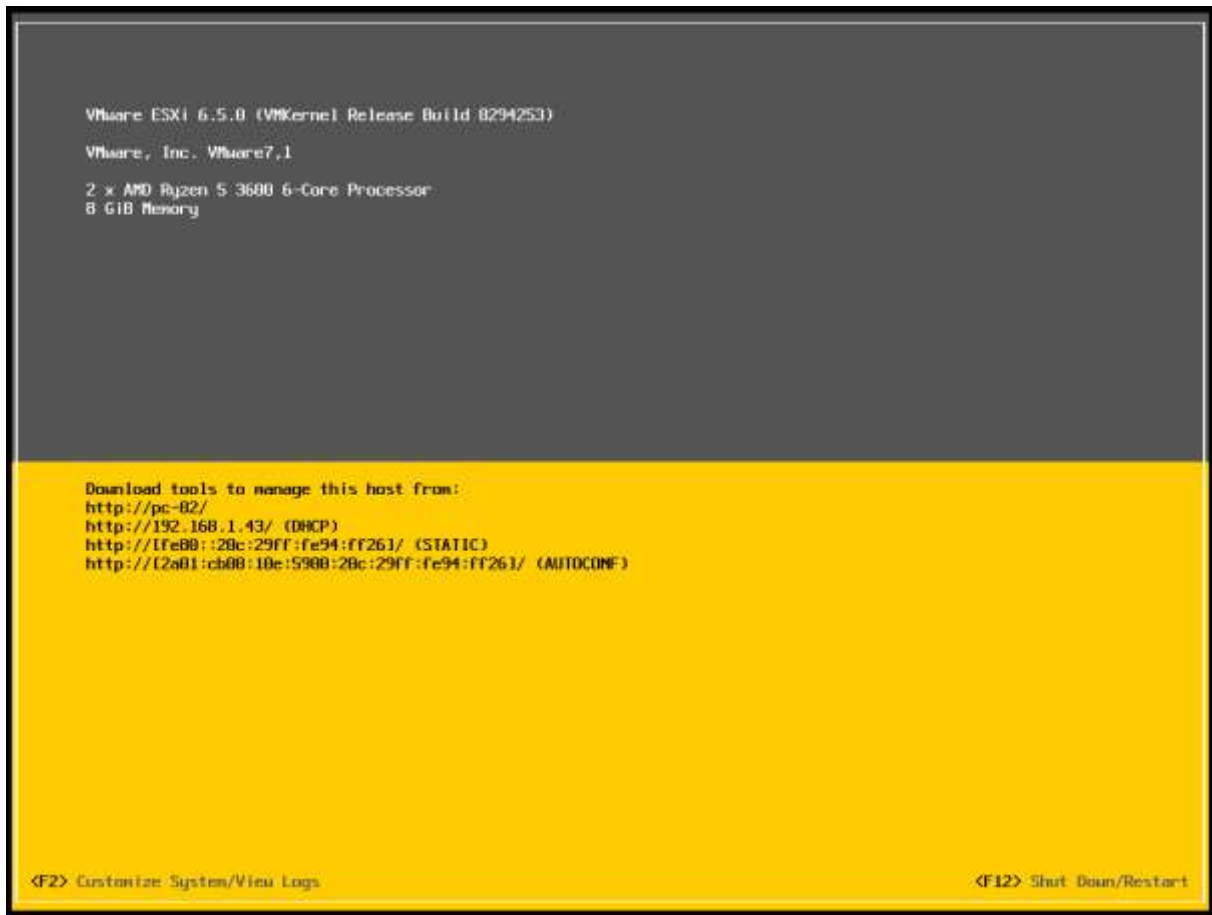 VMware ESXi 6.5.0 (VMKernel Release Build 8294253)
VMware, Inc. VMware7,1
2 x AMD Ryzen 5 3600 6-Core Processor
8 GiB Memory
Download tools to manage this host from:
http://pc-02/
http://192.168.1.43/ (DHCP)
http://[fe80::20c:29ff:fe94:ff26]/ (STATIC)
http://[2a01:cb08:10e:5900:20c:29ff:fe94:ff26]/ (AUTOCONF)
<F2> Customize System/View Logs
<F12> Shut Down/Restart